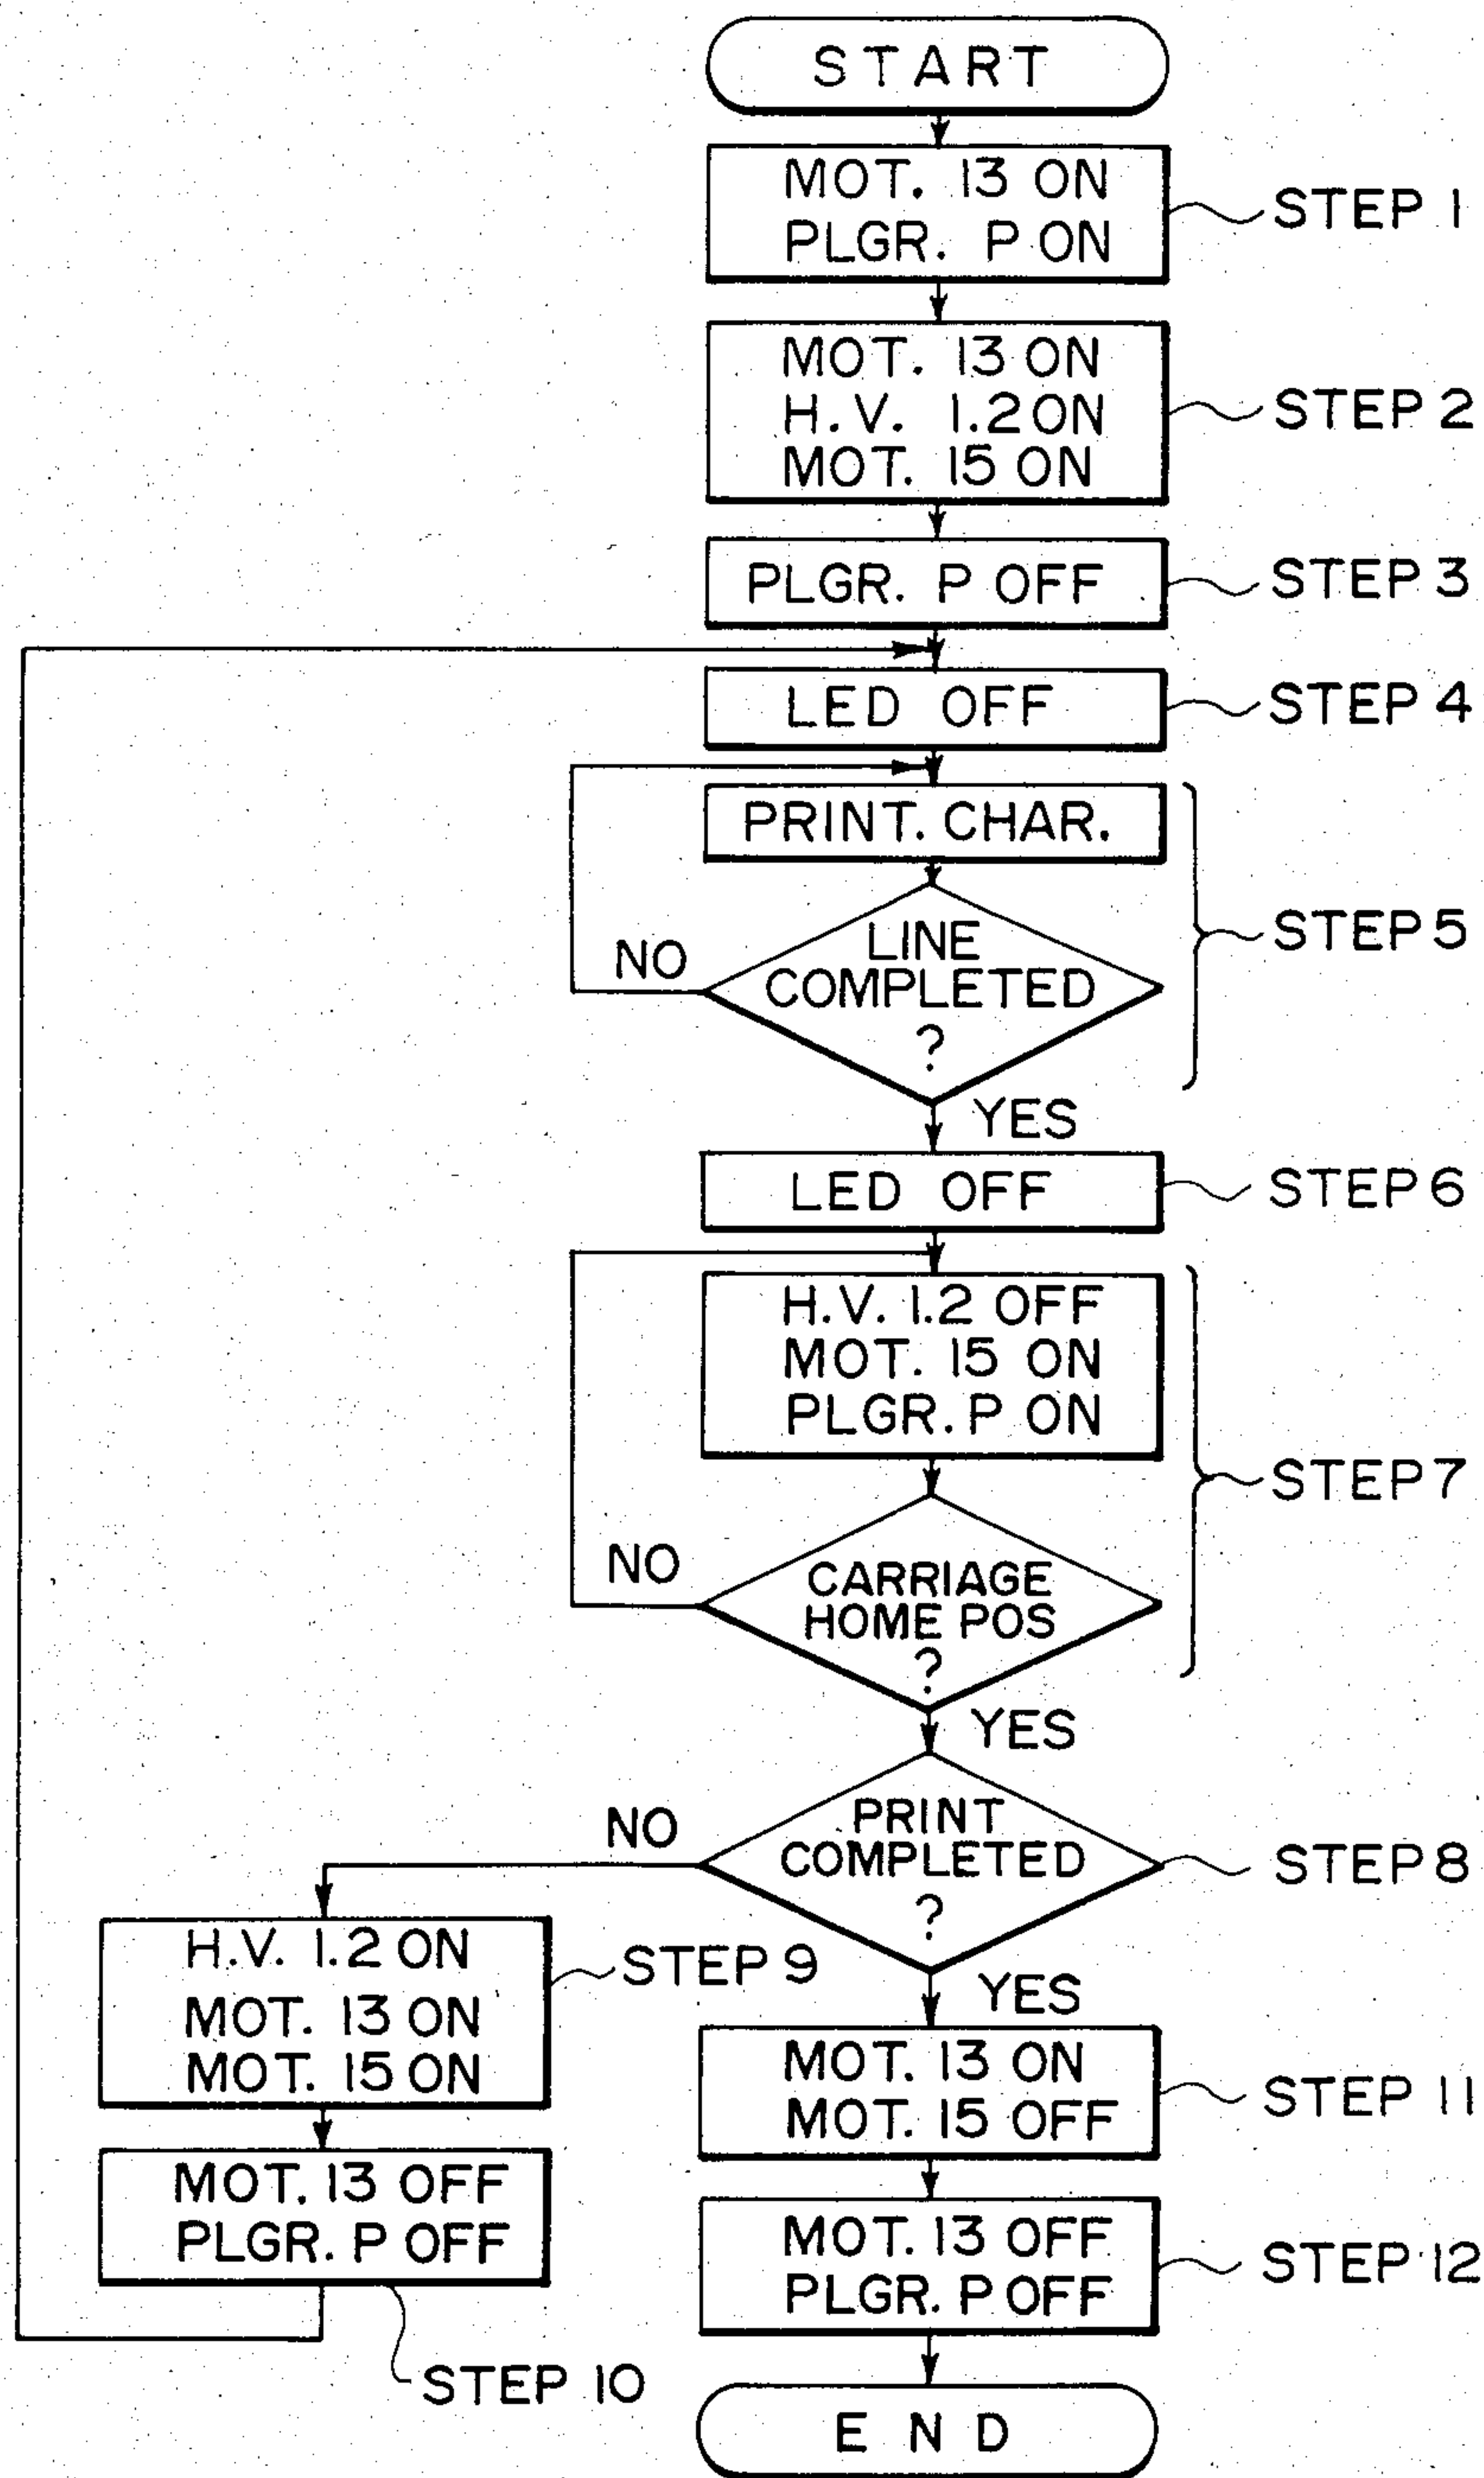 START
MOT. 13 ON
PLGR. P ON
STEP 1
MOT. 13 ON
H.V. 1.2 ON
MOT. 15 ON
STEP 2
PLGR. P OFF
STEP 3
LED OFF
STEP 4
PRINT. CHAR.
LINE
COMPLETED
?
NO
STEP 5
YES
LED OFF
STEP 6
H.V. 1.2 OFF
MOT. 15 ON
PLGR. P ON
STEP 7
NO
CARRIAGE
HOME POS
?
YES
NO
PRINT
COMPLETED
?
STEP 8
H.V. 1.2 ON
MOT. 13 ON
MOT. 15 ON
STEP 9
YES
MOT. 13 ON
MOT. 15 OFF
STEP 11
MOT. 13 OFF
PLGR. P OFF
STEP 10
MOT. 13 OFF
PLGR. P OFF
STEP 12
END